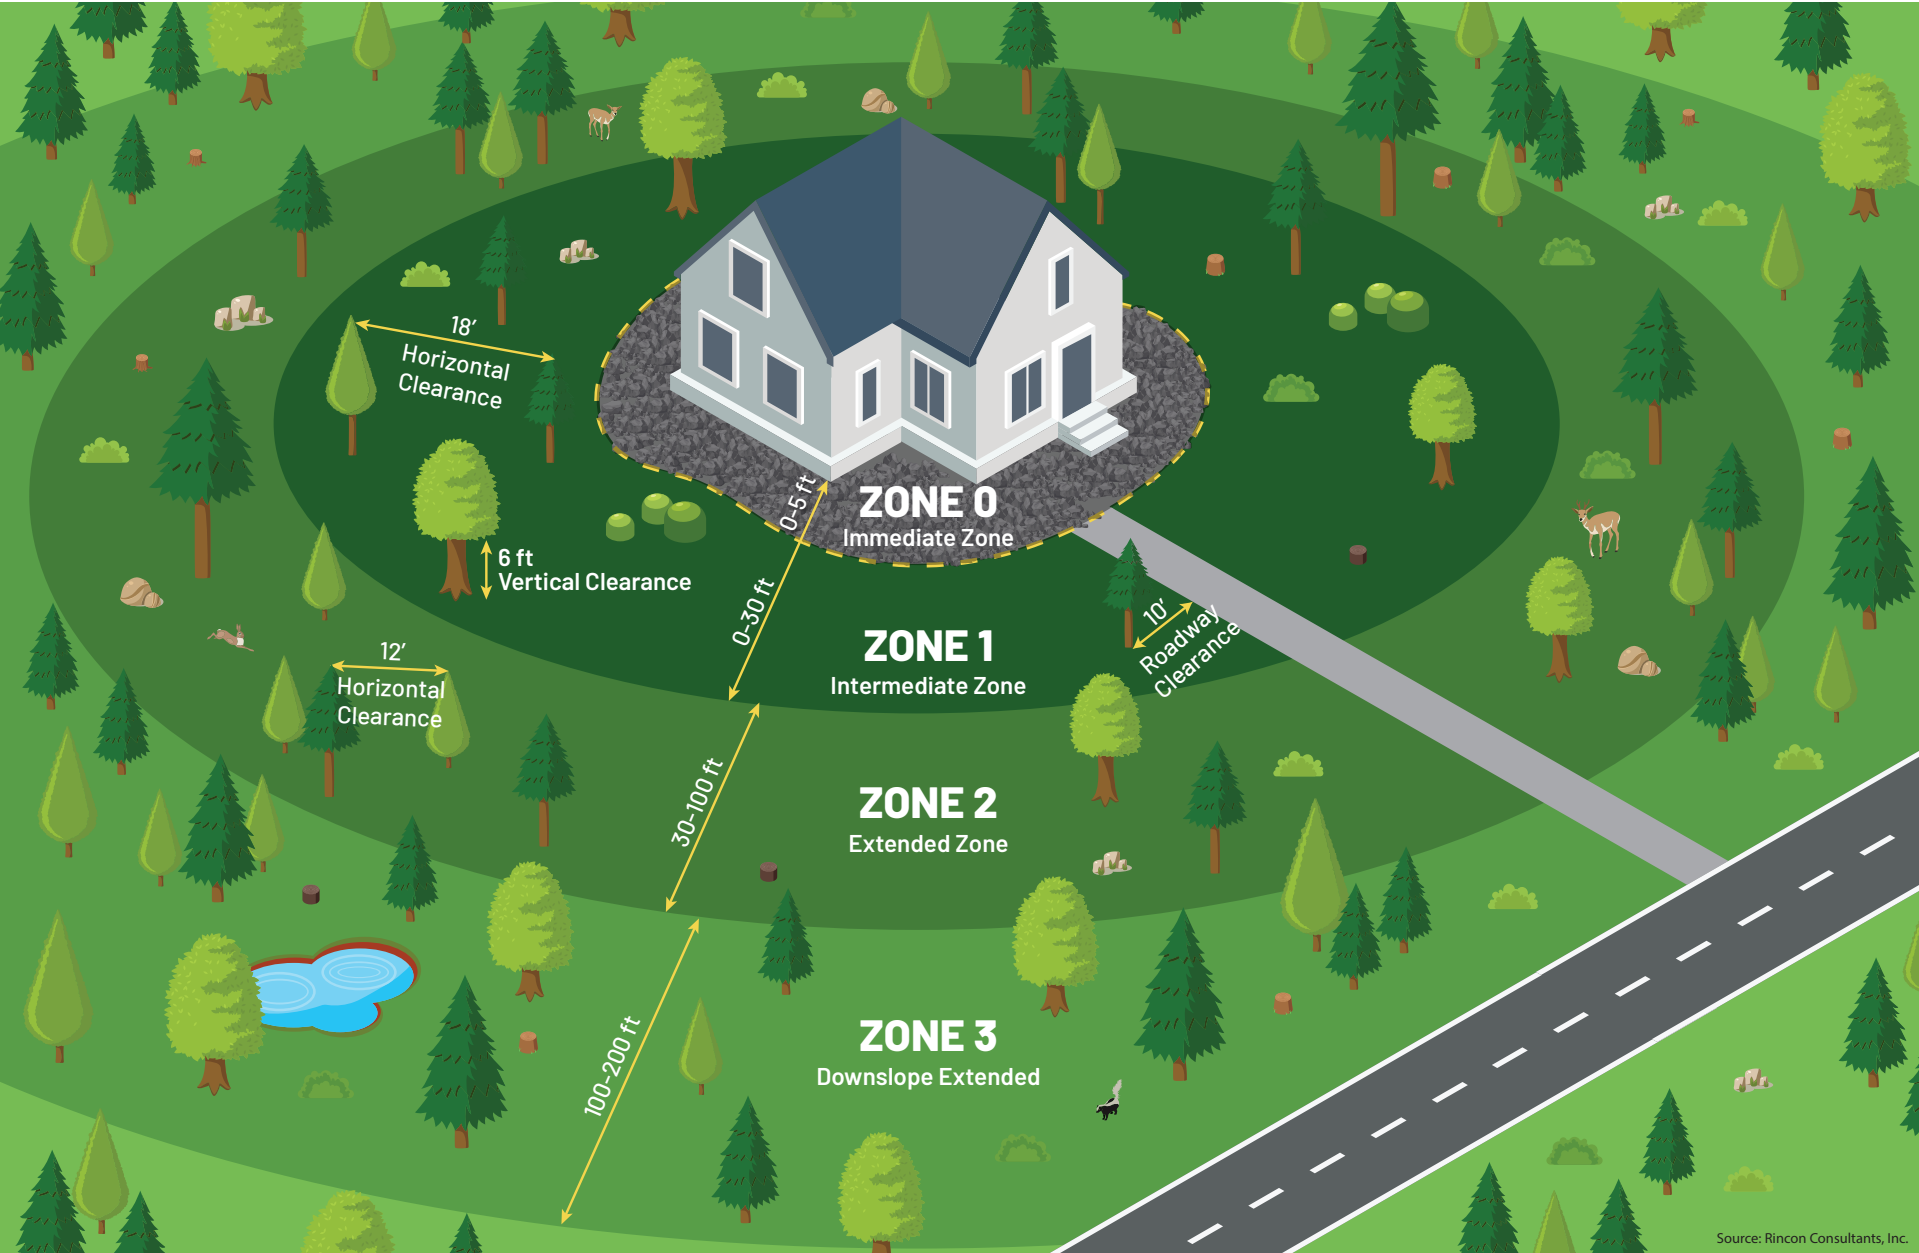 18’
Horizontal
Clearance
0-5 ft
ZONE 0
Immediate Zone
6 ft
Vertical Clearance
0-30 ft
10’
Roadway
Clearance
ZONE 1
Intermediate Zone
12’
Horizontal
Clearance
30-100 ft
ZONE 2
Extended Zone
100-200 ft
ZONE 3
Downslope Extended
Source: Rincon Consultants, Inc.